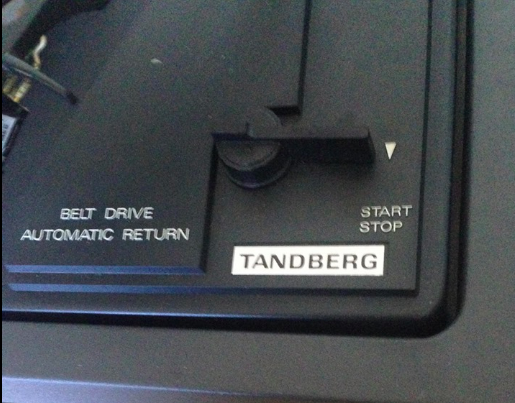 BELT DRIVE
AUTOMATIC RETURN
START
STOP
TANDBERG